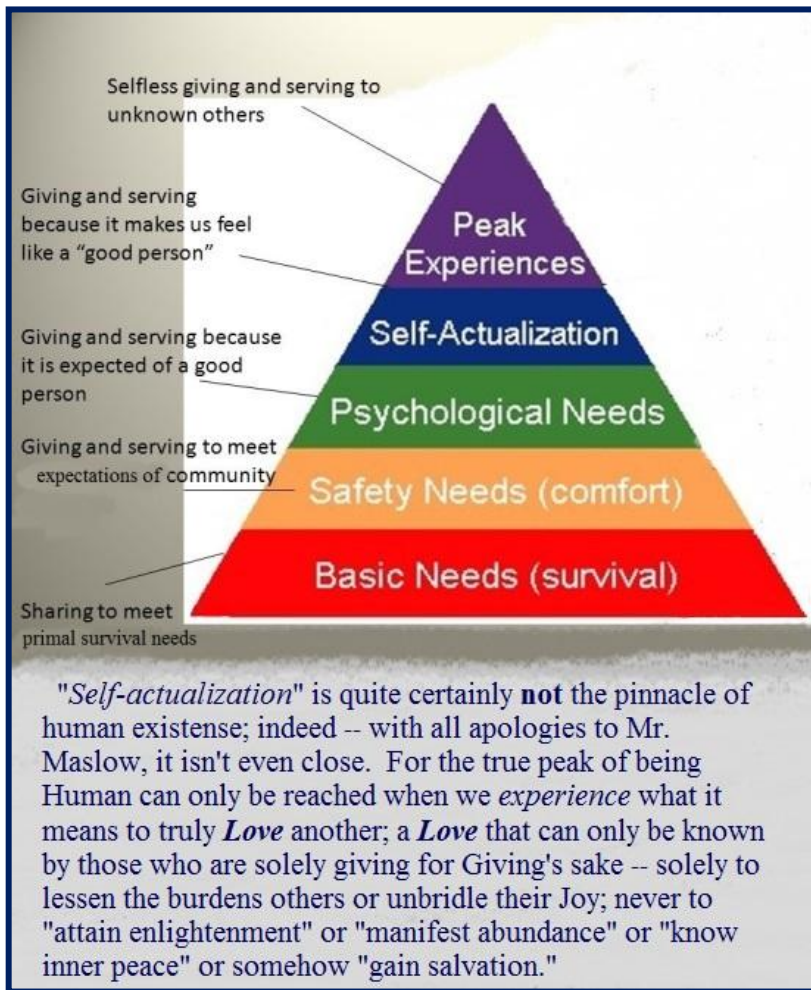 Selfless giving and serving to
unknown others
Giving and serving
because it makes us feel
like a “good person”
Giving and serving because
it is expected of a good
person
Giving and serving to meet
expectations of community
Sharing to meet
primal survival needs
Peak
Experiences
Self-Actualization
Psychological Needs
Safety Needs (comfort)
Basic Needs (survival)
"Self-actualization" is quite certainly not the pinnacle of
human existense; indeed -- with all apologies to Mr.
Maslow, it isn't even close. For the true peak of being
Human can only be reached when we experience what it
means to truly Love another; a Love that can only be known
by those who are solely giving for Giving's sake -- solely to
lessen the burdens others or unbridle their Joy; never to
"attain enlightenment" or "manifest abundance" or "know
inner peace" or somehow "gain salvation."